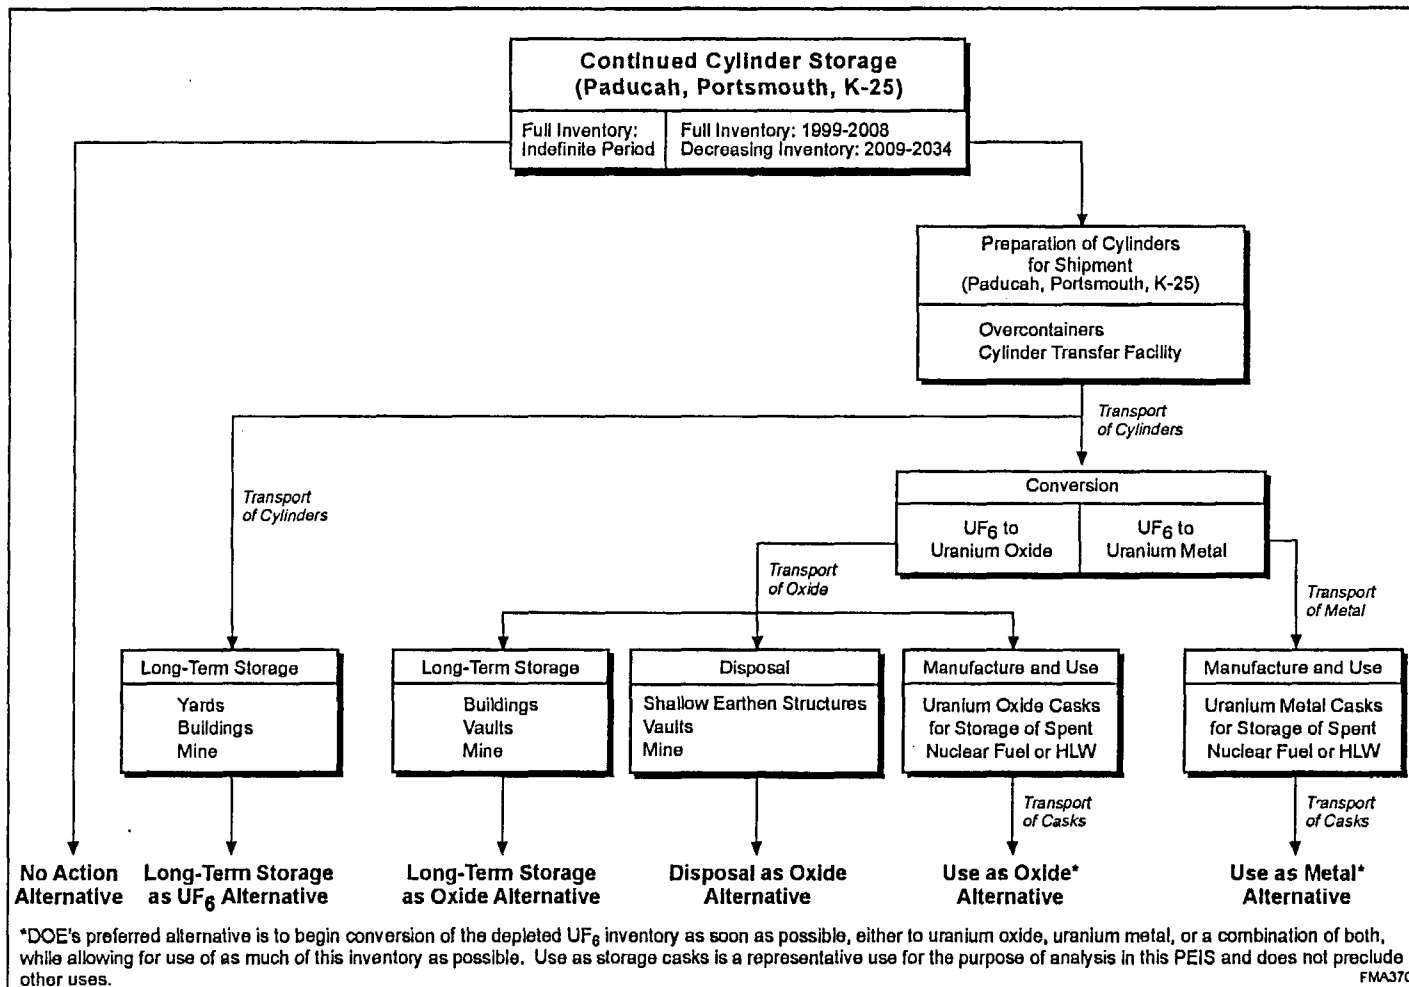 Continued Cylinder Storage
(Paducah, Portsmouth, K-25)
Full Inventory:
Indefinite Period
Full Inventory: 1999-2008
Decreasing Inventory: 2009-2034
Preparation of Cylinders
for Shipment
(Paducah, Portsmouth, K-25)
Overcontainers
Cylinder Transfer Facility
Transport
of Cylinders
Transport
of Cylinders
Conversion
UF6 to
Uranium Oxide
UF6 to
Uranium Metal
Transport
of Oxide
Transport
of Metal
Long-Term Storage
Yards
Buildings
Mine
Long-Term Storage
Buildings
Vaults
Mine
Disposal
Shallow Earthen Structures
Vaults
Mine
Manufacture and Use
Uranium Oxide Casks
for Storage of Spent
Nuclear Fuel or HLW
Manufacture and Use
Uranium Metal Casks
for Storage of Spent
Nuclear Fuel or HLW
Transport
of Casks
Transport
of Casks
No Action
Alternative
Long-Term Storage
as UF6 Alternative
Long-Term Storage
as Oxide Alternative
Disposal as Oxide
Alternative
Use as Oxide*
Alternative
Use as Metal*
Alternative
*DOE's preferred alternative is to begin conversion of the depleted UF6 inventory as soon as possible, either to uranium oxide, uranium metal, or a combination of both,
while allowing for use of as much of this inventory as possible. Use as storage casks is a representative use for the purpose of analysis in this PEIS and does not preclude
other uses.
FMA370